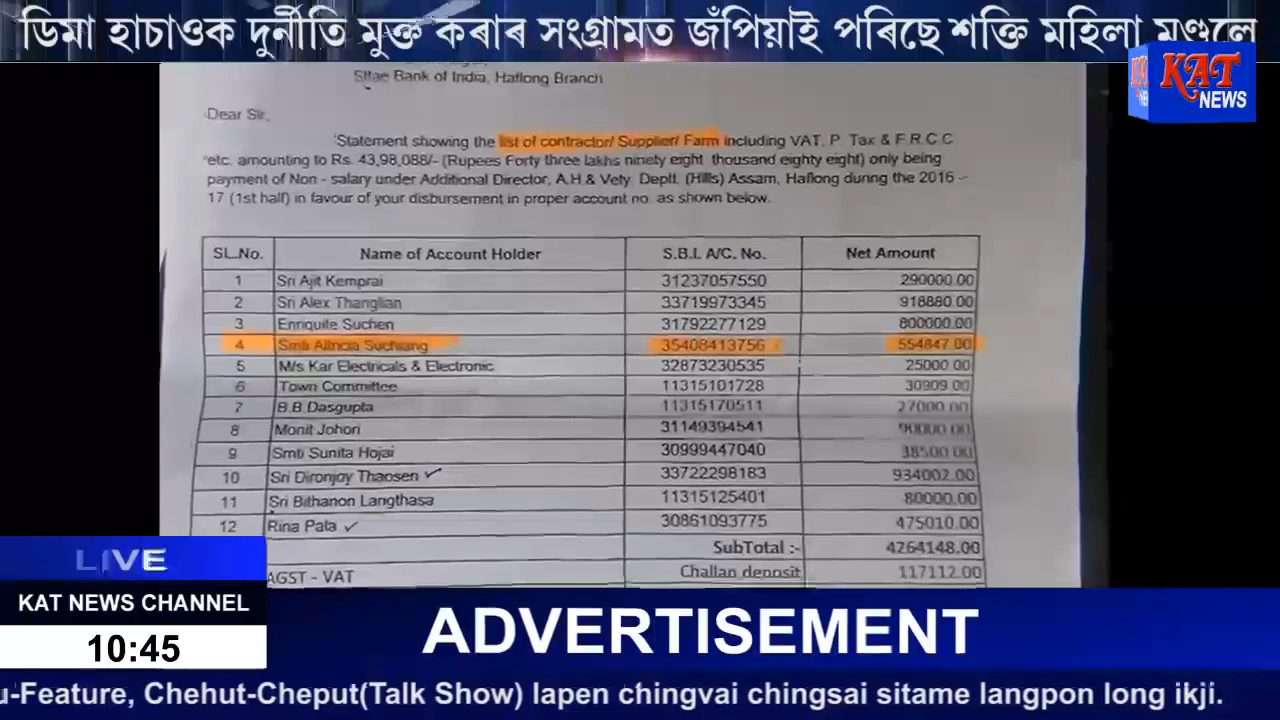 ডিমা হাচাওক দুৰ্নীতি মুক্ত কৰাৰ সংগ্ৰামত জঁপিয়াই পৰিছে শক্তি মহিলা মণ্ডলে
KAT
NEWS
Sftae Bank of India, Haflong Branch
Dear Sir,
Statement showing the list of contractor/ Supplier/ Farm including VAT, P. Tax & F.R.C.C
etc. amounting to Rs. 43,98,088/- (Rupees Forty three lakhs ninety eight thousand eighty eight) only being
payment of Non - salary under Additional Director, A.H.& Vety. Deptt. (Hills) Assam, Haflong during the 2016 -
17 (1st half) in favour of your disbursement in proper account no. as shown below.
SL.No. Name of Account Holder S.B.I. A/C. No. Net Amount
1 Sri Ajit Kemprai 31237057550 290000.00
2 Sri Alex Thanglian 33719973345 918880.00
3 Enriquite Suchen 31792277129 800000.00
4 Smti Alincia Suchiang 35408413756 554847.00
5 M/s Kar Electricals & Electronic 32873230535 25000.00
6 Town Committee 11315101728 30909.00
7 B.B.Dasgupta 11315170511 27000.00
8 Monit Johori 31149394541 90000.00
9 Smti Sunita Hojai 30999447040 38500.00
10 Sri Dironjoy Thaosen ✓ 33722298183 934002.00
11 Sri Bithanon Langthasa 11315125401 80000.00
12 Rina Pala ✓ 30861093775 475010.00
SubTotal :- 4264148.00
AGST - VAT Challan deposit 117112.00
LIVE
KAT NEWS CHANNEL
10:45
ADVERTISEMENT
u-Feature, Chehut-Cheput(Talk Show) lapen chingvai chingsai sitame langpon long ikji.